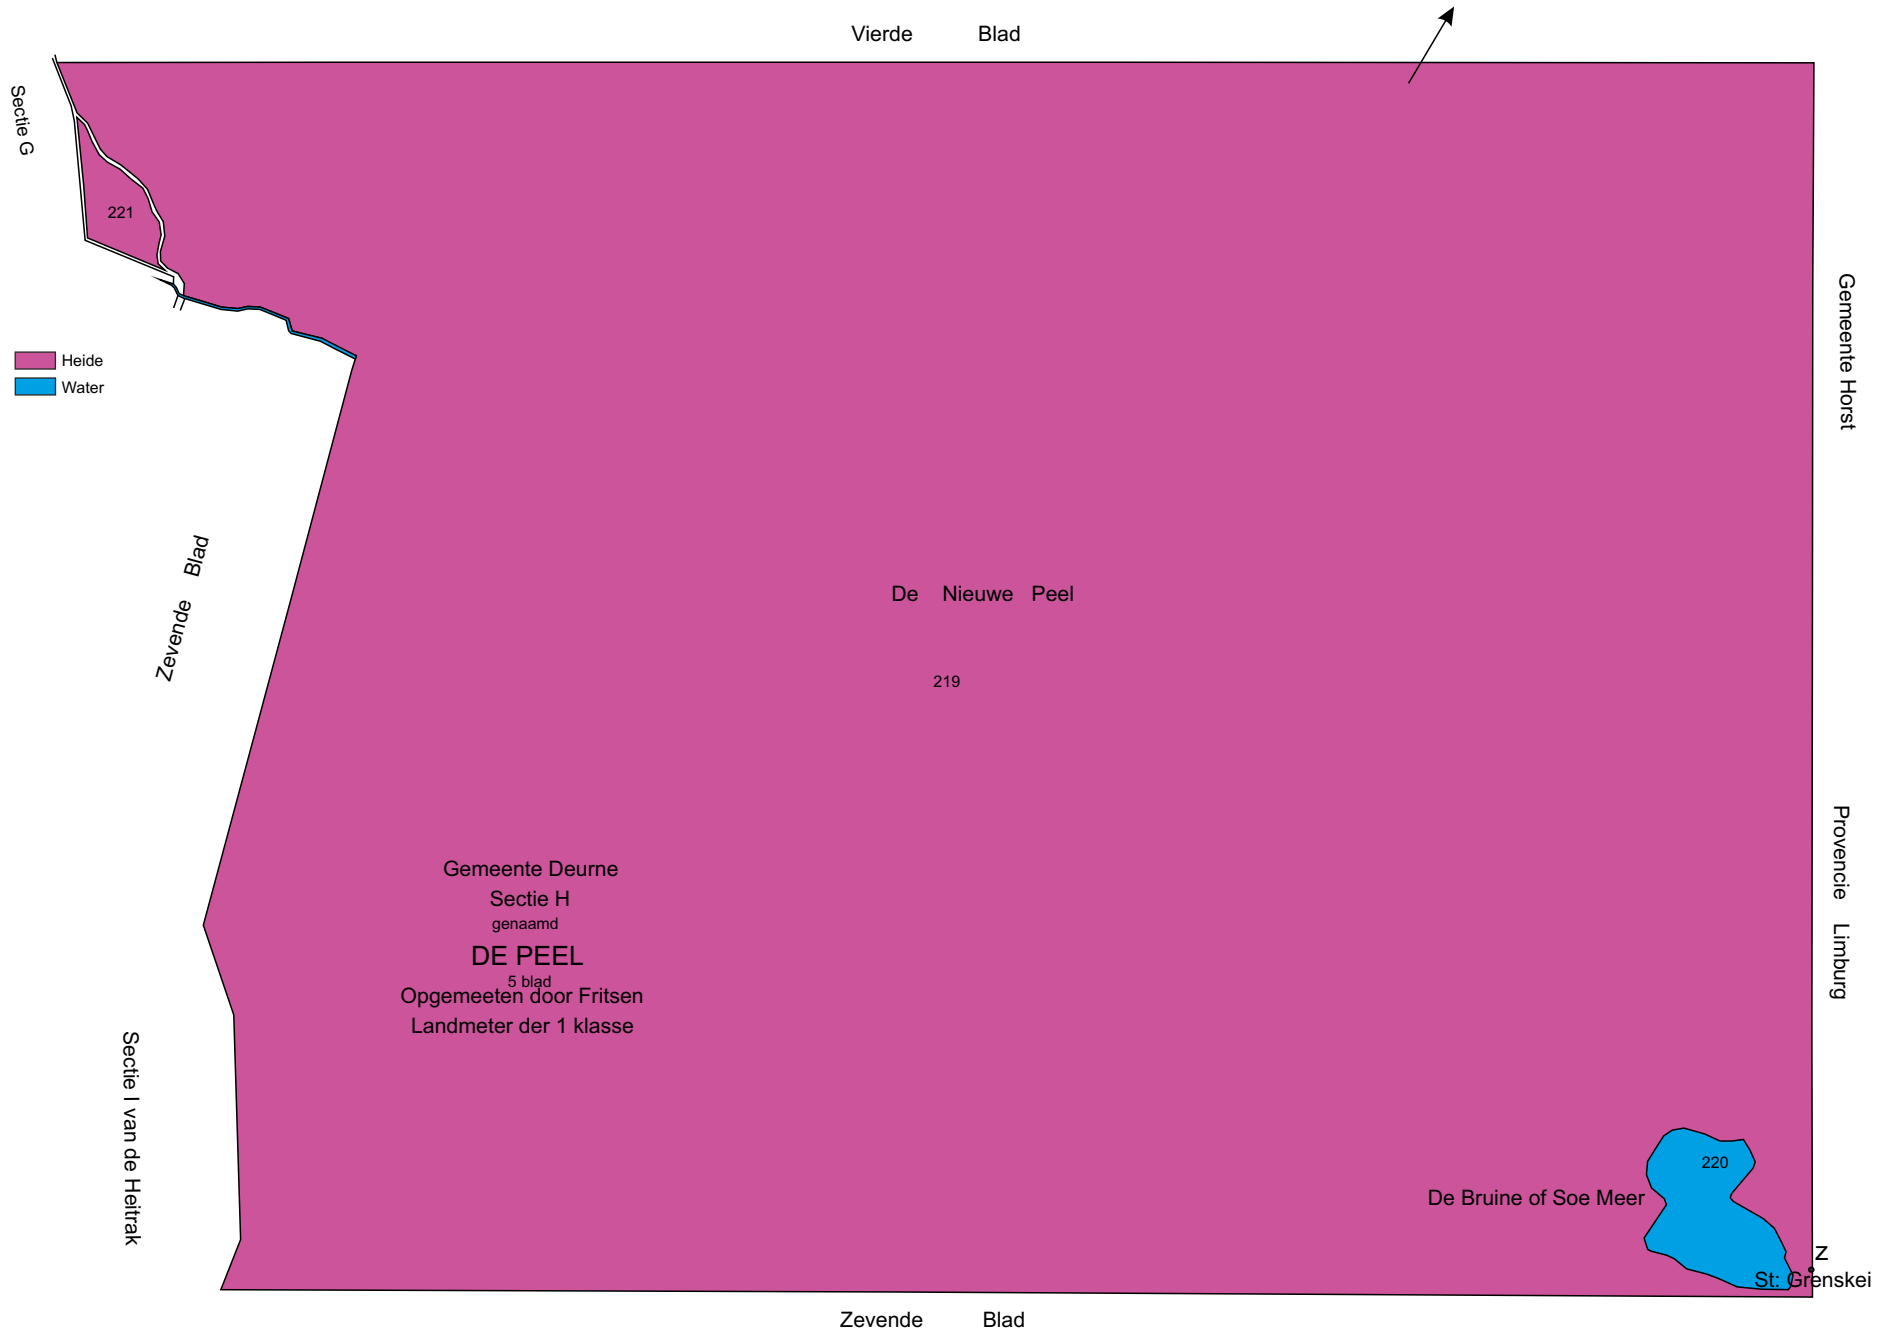 Vierde Blad
Sectie G
221
Heide
Water
Gemeente Horst
Zevende Blad
De Nieuwe Peel
219
Provencie Limburg
Gemeente Deurne
Sectie H
genaamd
DE PEEL
5 blad
Opgemeeten door Fritsen
Landmeter der 1 klasse
Sectie I van de Heitrak
220
De Bruine of Soe Meer
Z
St: Grenskei
Zevende Blad